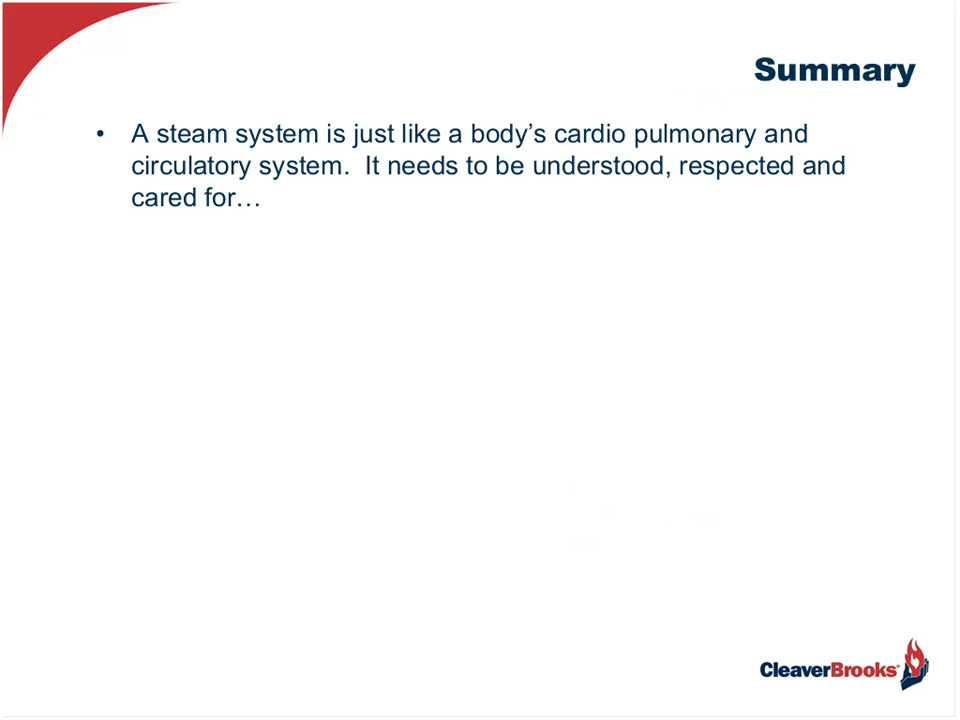 Summary
• A steam system is just like a body’s cardio pulmonary and
circulatory system.  It needs to be understood, respected and
cared for…
CleaverBrooks®